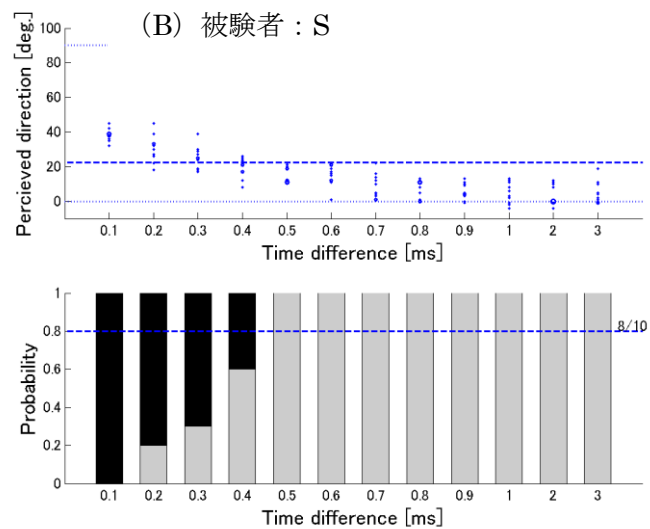 (B) 被験者：S
Percieved direction [deg.]
100
80
60
40
20
0
0.1 0.2 0.3 0.4 0.5 0.6 0.7 0.8 0.9 1 2 3
Time difference [ms]
Probability
1
0.8
0.6
0.4
0.2
0
8/10
0.1 0.2 0.3 0.4 0.5 0.6 0.7 0.8 0.9 1 2 3
Time difference [ms]